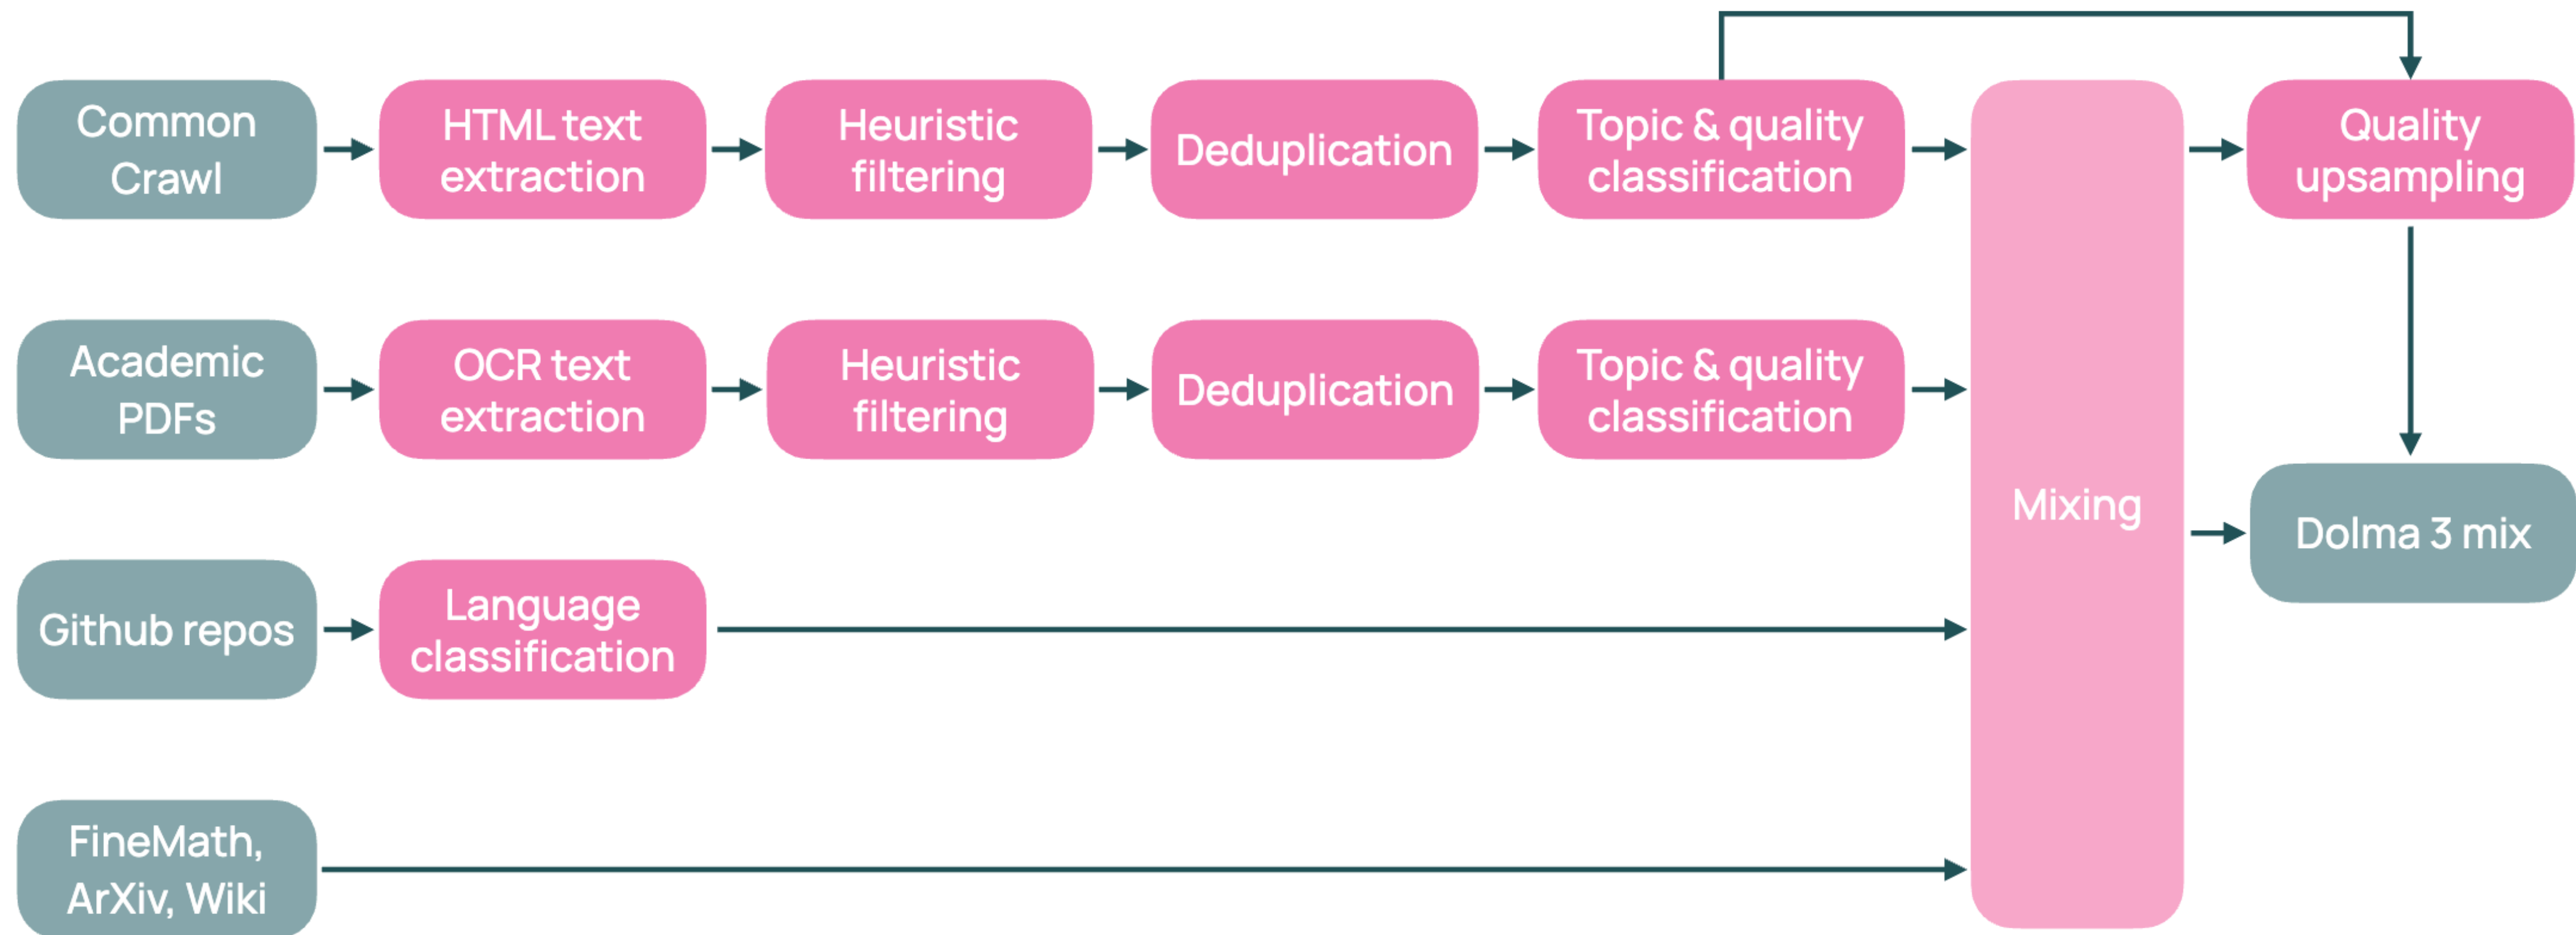 Common
Crawl
HTML text
extraction
Heuristic
filtering
Deduplication
Topic & quality
classification
Quality
upsampling
Academic
PDFs
OCR text
extraction
Heuristic
filtering
Deduplication
Topic & quality
classification
Mixing
Dolma 3 mix
Github repos
Language
classification
FineMath,
ArXiv, Wiki